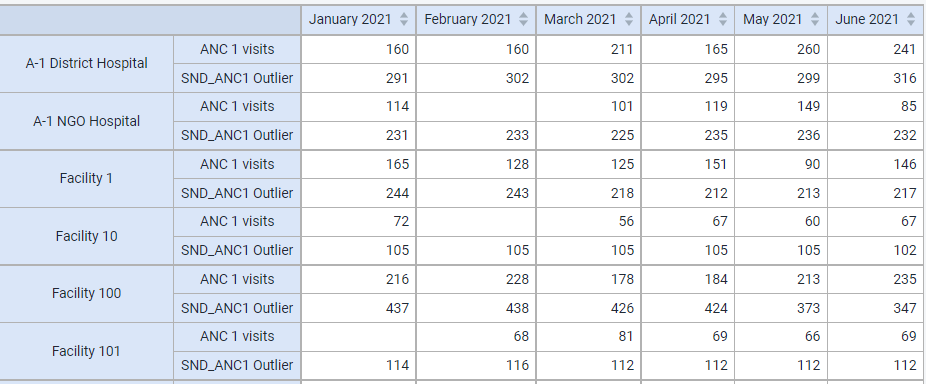 January 2021 February 2021 March 2021 April 2021 May 2021 June 2021
A-1 District Hospital
ANC 1 visits 160 160 211 165 260 241
SND_ANC1 Outlier 291 302 302 295 299 316
A-1 NGO Hospital
ANC 1 visits 114 101 119 149 85
SND_ANC1 Outlier 231 233 225 235 236 232
Facility 1
ANC 1 visits 165 128 125 151 90 146
SND_ANC1 Outlier 244 243 218 212 213 217
Facility 10
ANC 1 visits 72 56 67 60 67
SND_ANC1 Outlier 105 105 105 105 105 102
Facility 100
ANC 1 visits 216 228 178 184 213 235
SND_ANC1 Outlier 437 438 426 424 373 347
Facility 101
ANC 1 visits 68 81 69 66 69
SND_ANC1 Outlier 114 116 112 112 112 112